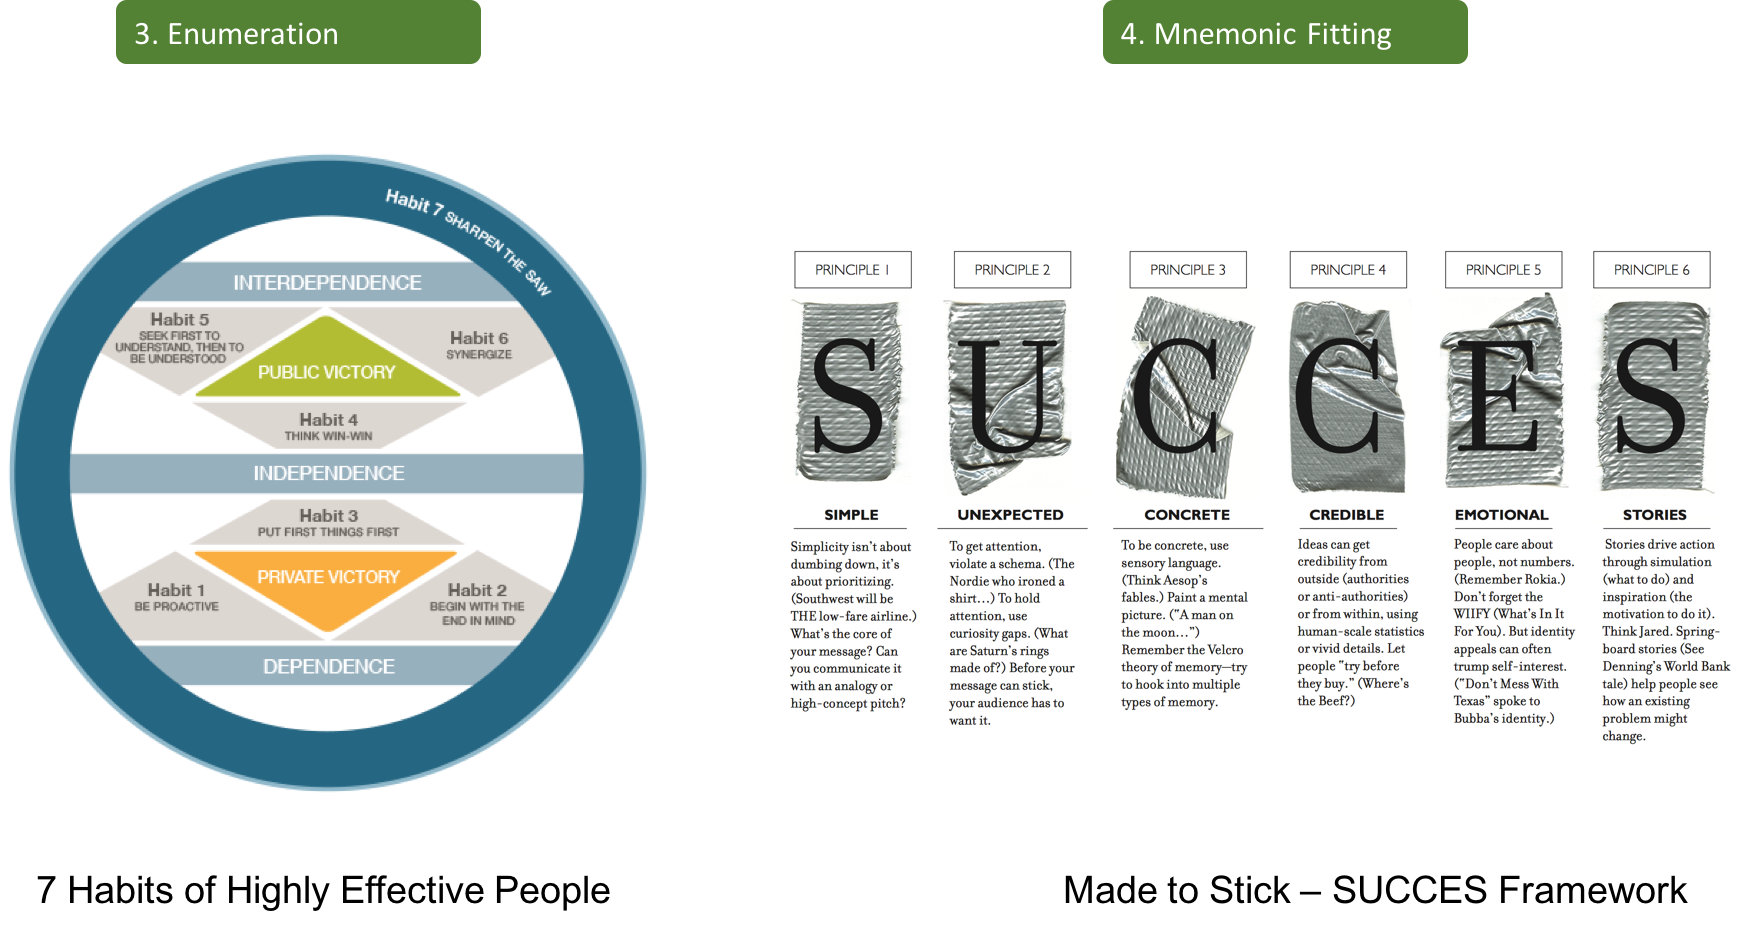 3. Enumeration
4. Mnemonic Fitting
Habit 7 SHARPEN THE SAW
INTERDEPENDENCE
Habit 5
SEEK FIRST TO
UNDERSTAND, THEN TO
BE UNDERSTOOD
Habit 6
SYNERGIZE
PUBLIC VICTORY
Habit 4
THINK WIN-WIN
INDEPENDENCE
Habit 3
PUT FIRST THINGS FIRST
PRIVATE VICTORY
Habit 1
BE PROACTIVE
Habit 2
BEGIN WITH THE
END IN MIND
DEPENDENCE
7 Habits of Highly Effective People
PRINCIPLE 1
S
SIMPLE
Simplicity isn't about
dumbing down, it's
about prioritizing.
(Southwest will be
THE low-fare airline.)
What's the core of
your message? Can
you communicate it
with an analogy or
high-concept pitch?
PRINCIPLE 2
U
UNEXPECTED
To get attention,
violate a schema. (The
Nordie who ironed a
shirt...) To hold
attention, use
curiosity gaps. (What
are Saturn's rings
made of?) Before your
message can stick,
your audience has to
want it.
PRINCIPLE 3
C
CONCRETE
To be concrete, use
sensory language.
(Think Aesop's
fables.) Paint a mental
picture. ("A man on
the moon...")
Remember the Velcro
theory of memory—try
to hook into multiple
types of memory.
PRINCIPLE 4
C
CREDIBLE
Ideas can get
credibility from
outside (authorities
or anti-authorities)
or from within, using
human-scale statistics
or vivid details. Let
people "try before
they buy." (Where's
the Beef?)
PRINCIPLE 5
E
EMOTIONAL
People care about
people, not numbers.
(Remember Rokia.)
Don't forget the
WIIFY (What's In It
For You). But identity
appeals can often
trump self-interest.
("Don't Mess With
Texas" spoke to
Bubba's identity.)
PRINCIPLE 6
S
STORIES
Stories drive action
through simulation
(what to do) and
inspiration (the
motivation to do it).
Think Jared. Spring-
board stories (See
Denning's World Bank
tale) help people see
how an existing
problem might
change.
Made to Stick – SUCCES Framework